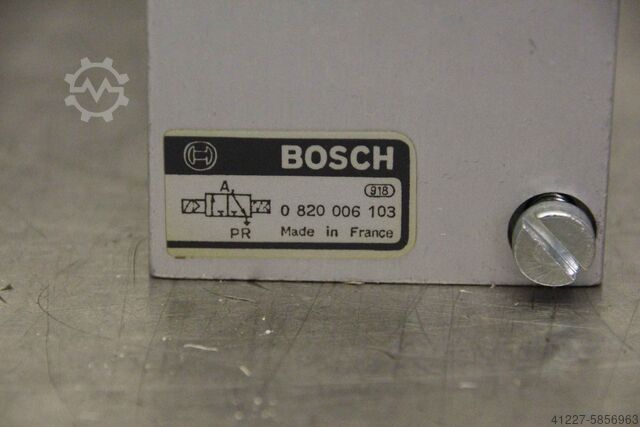 BOSCH
918
A
0 820 006 103
PR
Made in France
41227-5856963